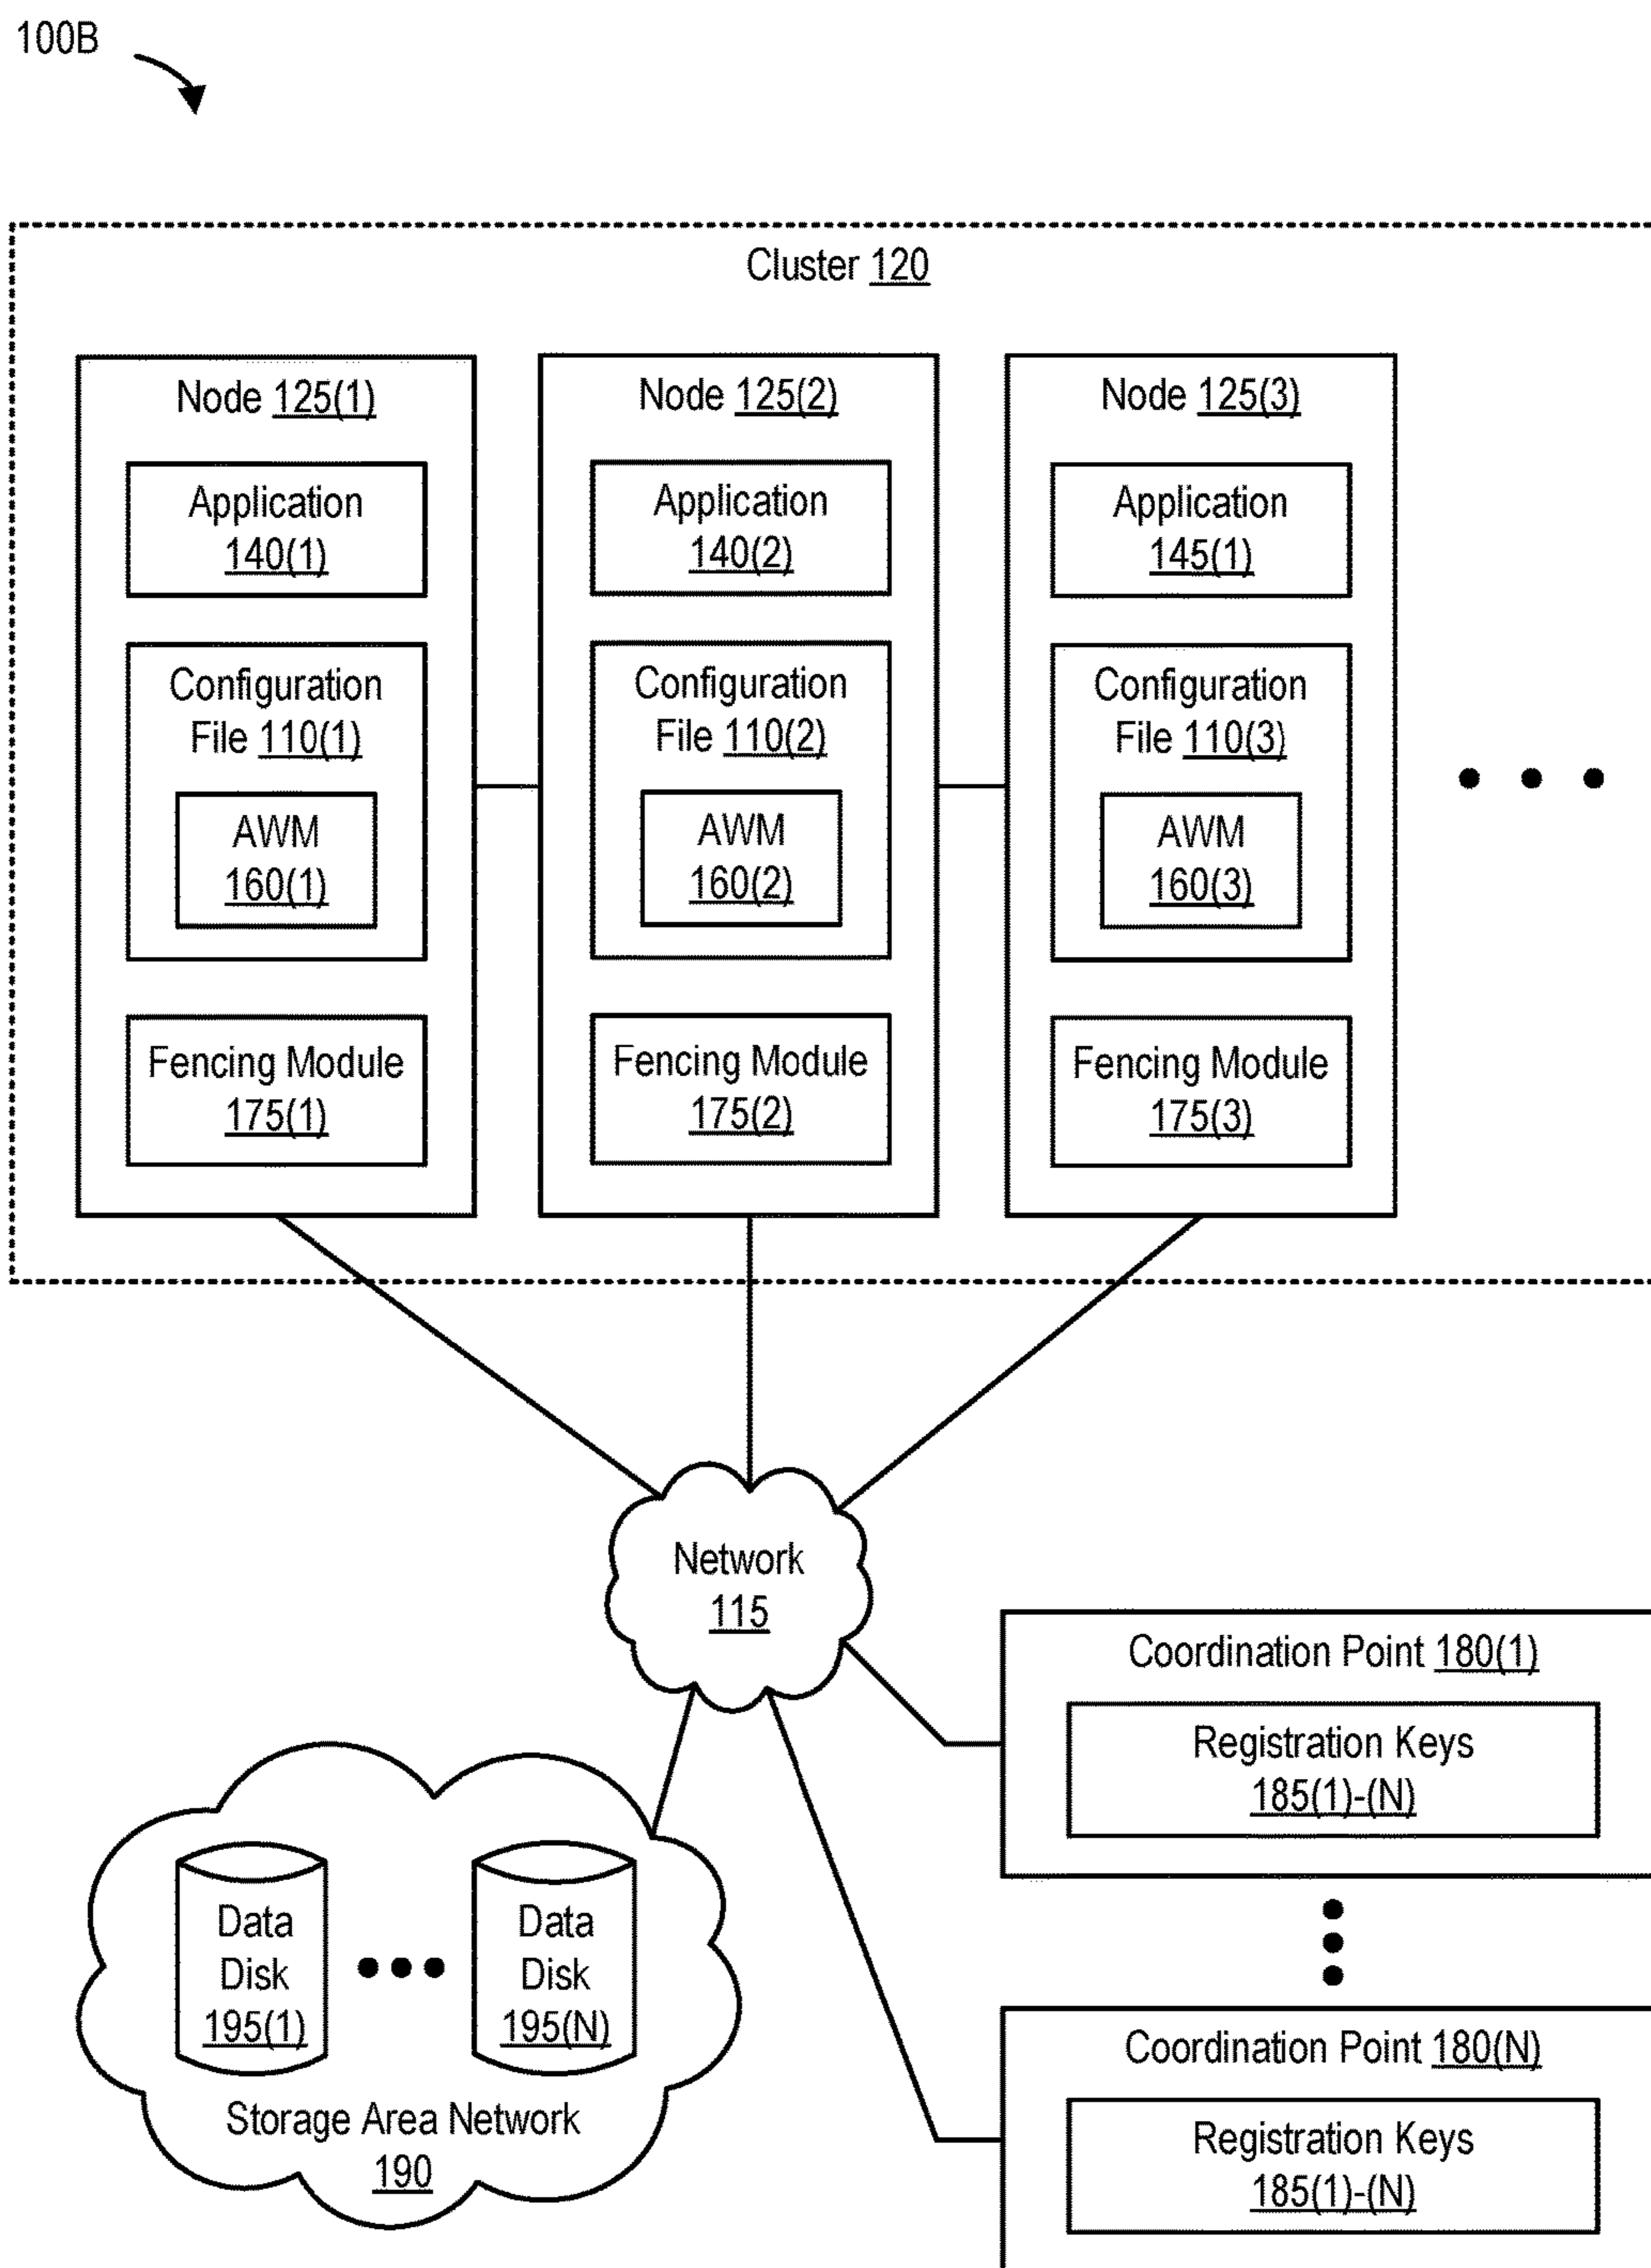 100B
Cluster 120
Node 125(1)
Application
140(1)
Configuration
File 110(1)
AWM
160(1)
Fencing Module
175(1)
Node 125(2)
Application
140(2)
Configuration
File 110(2)
AWM
160(2)
Fencing Module
175(2)
Node 125(3)
Application
145(1)
Configuration
File 110(3)
AWM
160(3)
Fencing Module
175(3)
Network
115
Coordination Point 180(1)
Registration Keys
185(1)-(N)
Data
Disk
195(1)
Data
Disk
195(N)
Storage Area Network
190
Coordination Point 180(N)
Registration Keys
185(1)-(N)